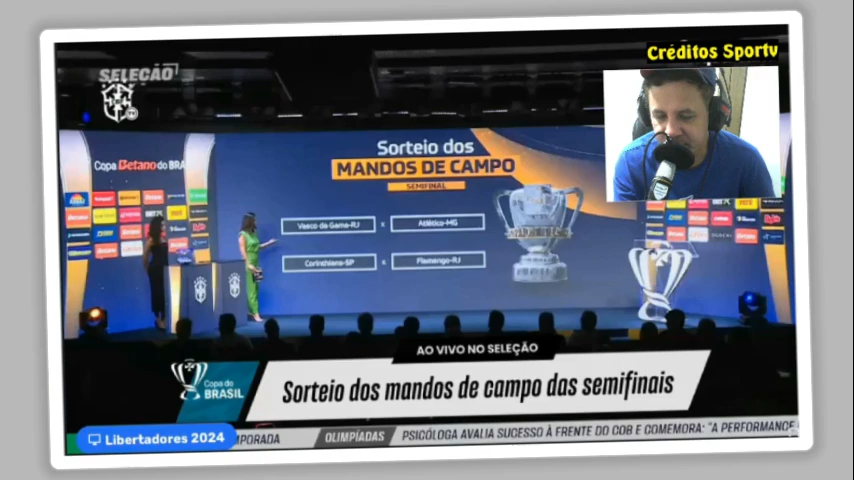 Créditos Sportv
SELEÇÃO
Copa Betano do BRA
Sorteio dos
MANDOS DE CAMPO
SEMIFINAL
Vasco da Gama-RJ x Atlético-MG
Corinthians-SP x Flamengo-RJ
AO VIVO NO SELEÇÃO
Copa do
BRASIL
Sorteio dos mandos de campo das semifinais
Libertadores 2024
MPORADA OLIMPÍADAS PSICÓLOGA AVALIA SUCESSO À FRENTE DO COB E COMEMORA: "A PERFORMANCE